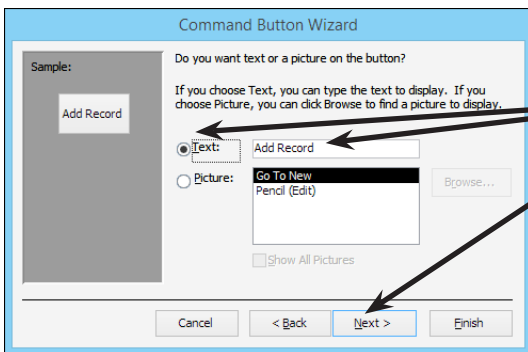 Command Button Wizard
Sample:
Add Record
Do you want text or a picture on the button?
If you choose Text, you can type the text to display. If you
choose Picture, you can click Browse to find a picture to display.
Text:
Add Record
Picture:
Go To New
Pencil (Edit)
Browse...
Show All Pictures
Cancel
< Back
Next >
Finish